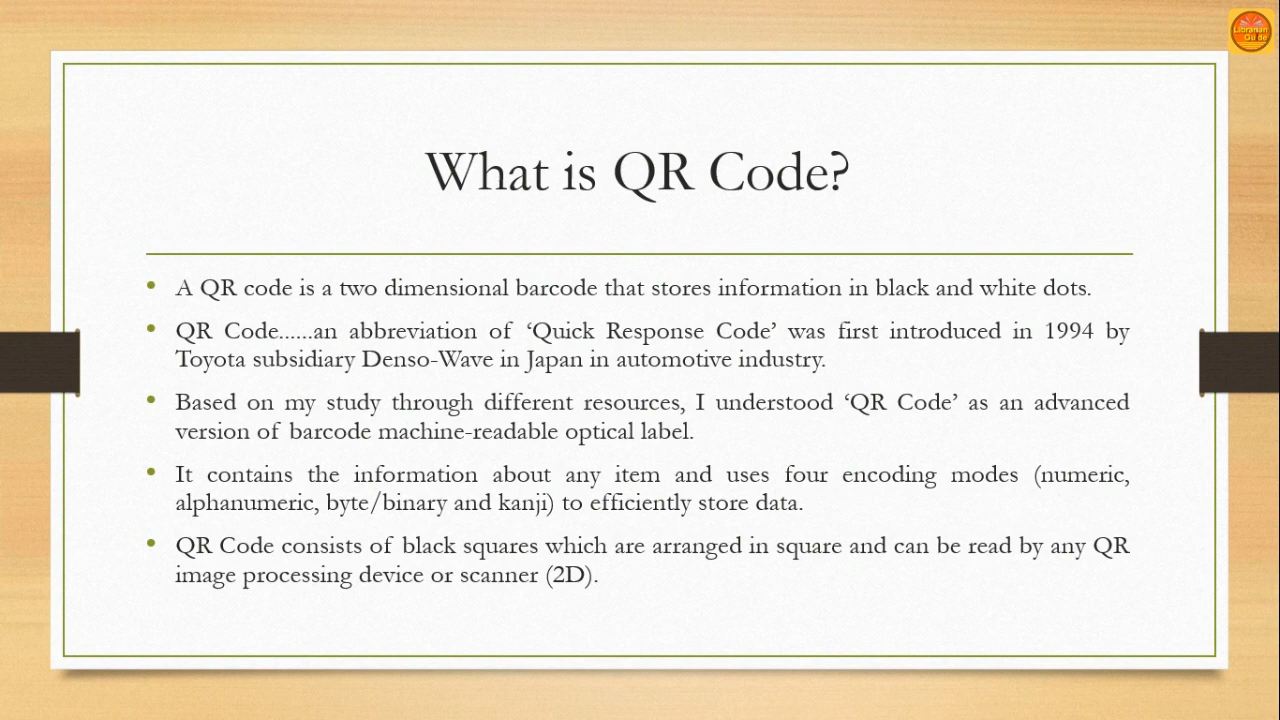 Librarian
Guide
What is QR Code?
• A QR code is a two dimensional barcode that stores information in black and white dots.
• QR Code......an abbreviation of ‘Quick Response Code’ was first introduced in 1994 by
Toyota subsidiary Denso-Wave in Japan in automotive industry.
• Based on my study through different resources, I understood ‘QR Code’ as an advanced
version of barcode machine-readable optical label.
• It contains the information about any item and uses four encoding modes (numeric,
alphanumeric, byte/binary and kanji) to efficiently store data.
• QR Code consists of black squares which are arranged in square and can be read by any QR
image processing device or scanner (2D).